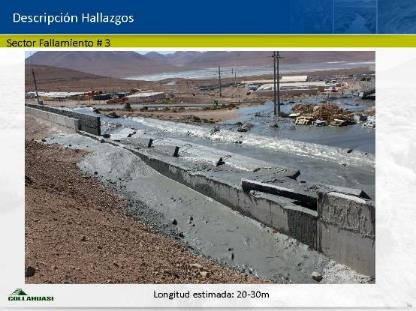 Descripción Hallazgos
Sector Fallamiento # 3
COLLAHUASI
Longitud estimada: 20-30m